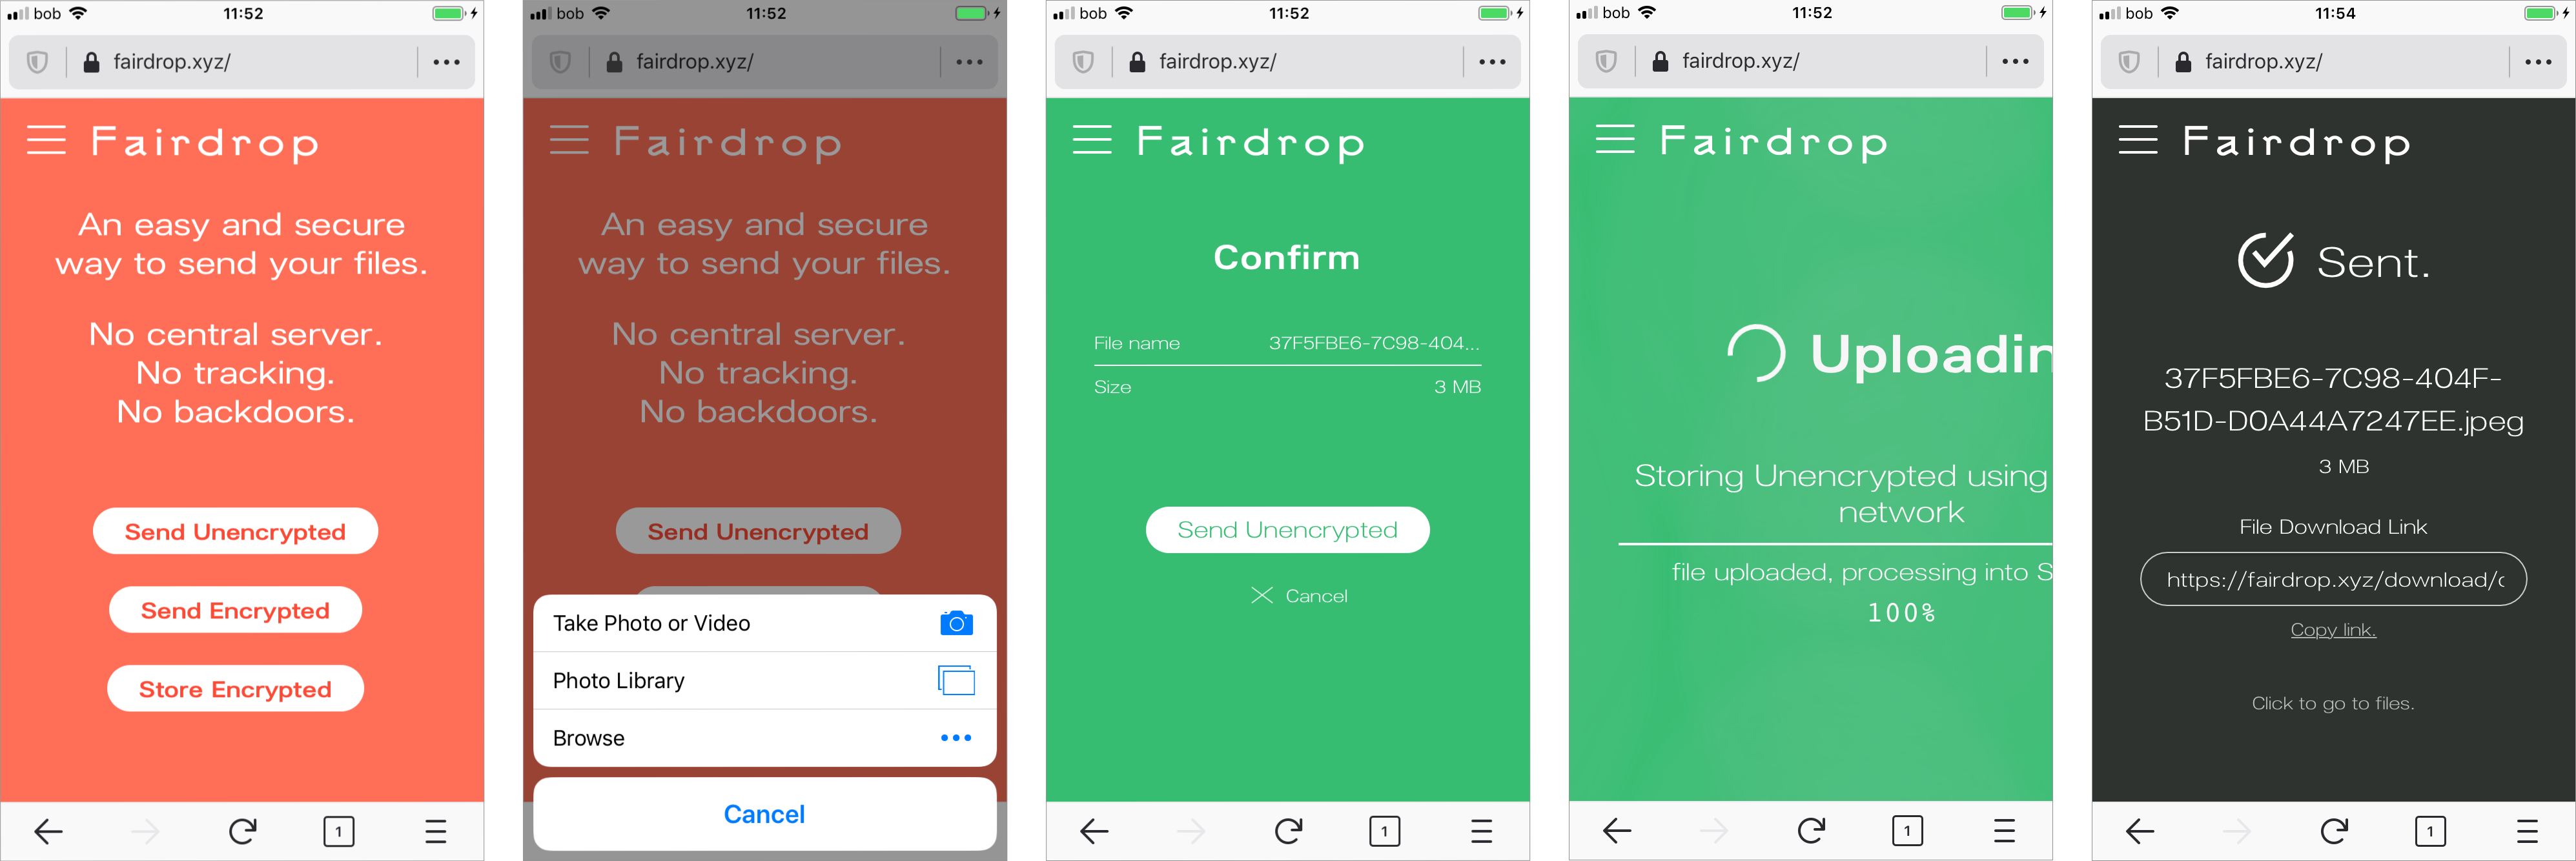 bob 11:52
fairdrop.xyz/
Fairdrop
An easy and secure
way to send your files.
No central server.
No tracking.
No backdoors.
Send Unencrypted
Send Encrypted
Store Encrypted
1
bob 11:52
fairdrop.xyz/
Fairdrop
An easy and secure
way to send your files.
No central server.
No tracking.
No backdoors.
Send Unencrypted
Take Photo or Video
Photo Library
Browse
Cancel
bob 11:52
fairdrop.xyz/
Fairdrop
Confirm
File name 37F5FBE6-7C98-404...
Size 3 MB
Send Unencrypted
Cancel
1
bob 11:52
fairdrop.xyz/
Fairdrop
Uploadin
Storing Unencrypted using
network
file uploaded, processing into S
100%
1
bob 11:54
fairdrop.xyz/
Fairdrop
Sent.
37F5FBE6-7C98-404F-
B51D-D0A44A7247EE.jpeg
3 MB
File Download Link
https://fairdrop.xyz/download/c
Copy link.
Click to go to files.
1